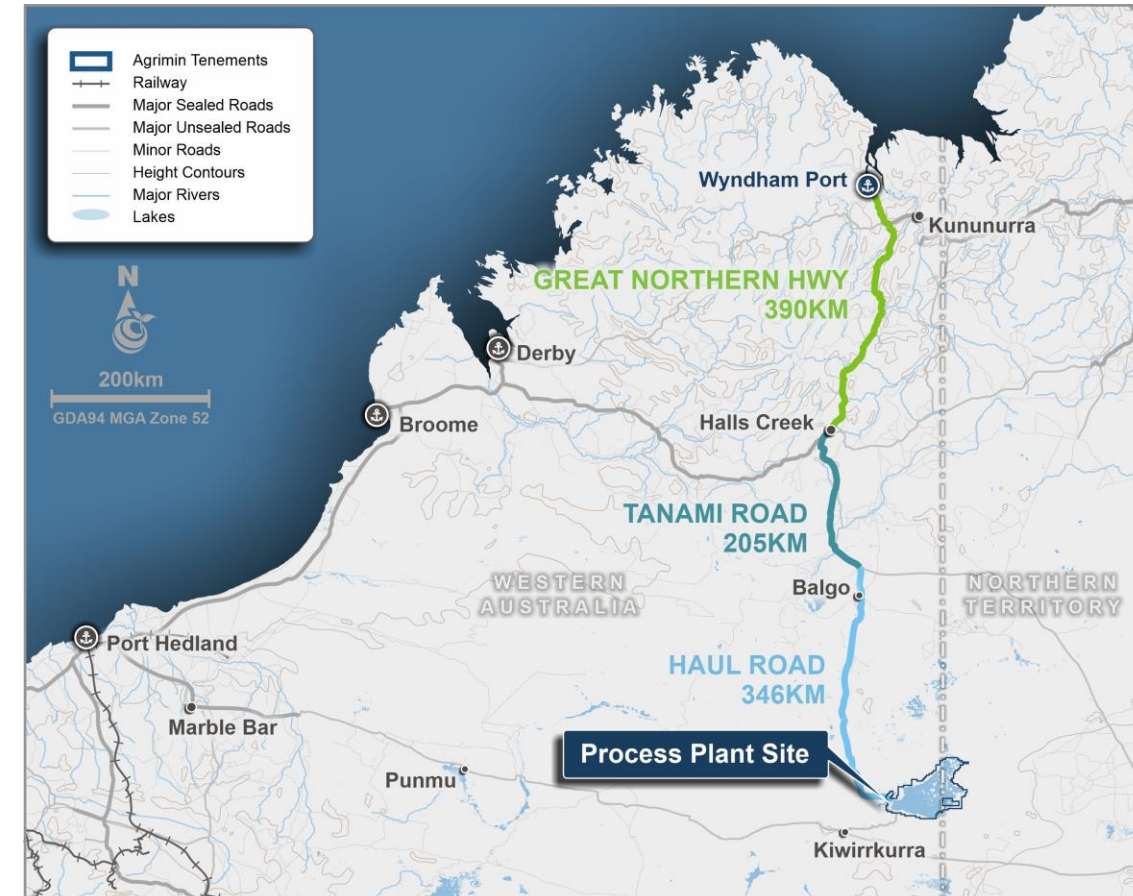 Agrimin Tenements
Railway
Major Sealed Roads
Major Unsealed Roads
Minor Roads
Height Contours
Major Rivers
Lakes
N
200km
GDA94 MGA Zone 52
Wyndham Port
Kununurra
GREAT NORTHERN HWY
390KM
Derby
Broome
Halls Creek
TANAMI ROAD
205KM
WESTERN
AUSTRALIA
NORTHERN
TERRITORY
Balgo
Port Hedland
HAUL ROAD
346KM
Marble Bar
Process Plant Site
Punmu
Kiwirrkurra